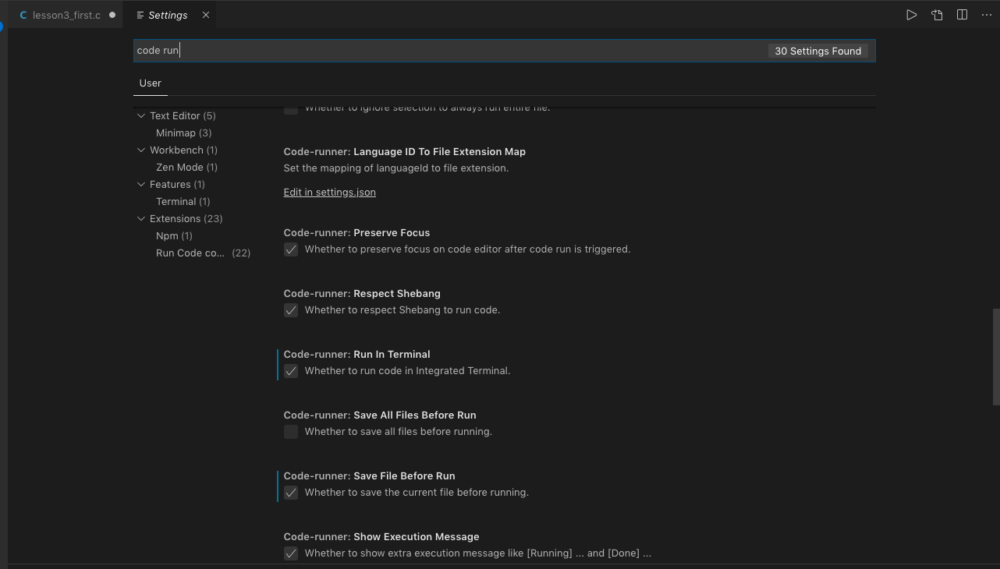 C lesson3_first.c
Settings
code run
30 Settings Found
User
Text Editor (5)
Minimap (3)
Workbench (1)
Zen Mode (1)
Features (1)
Terminal (1)
Extensions (23)
Npm (1)
Run Code co... (22)
Whether to ignore selection to always run entire file.
Code-runner: Language ID To File Extension Map
Set the mapping of languageId to file extension.
Edit in settings.json
Code-runner: Preserve Focus
Whether to preserve focus on code editor after code run is triggered.
Code-runner: Respect Shebang
Whether to respect Shebang to run code.
Code-runner: Run In Terminal
Whether to run code in Integrated Terminal.
Code-runner: Save All Files Before Run
Whether to save all files before running.
Code-runner: Save File Before Run
Whether to save the current file before running.
Code-runner: Show Execution Message
Whether to show extra execution message like [Running] ... and [Done] ...